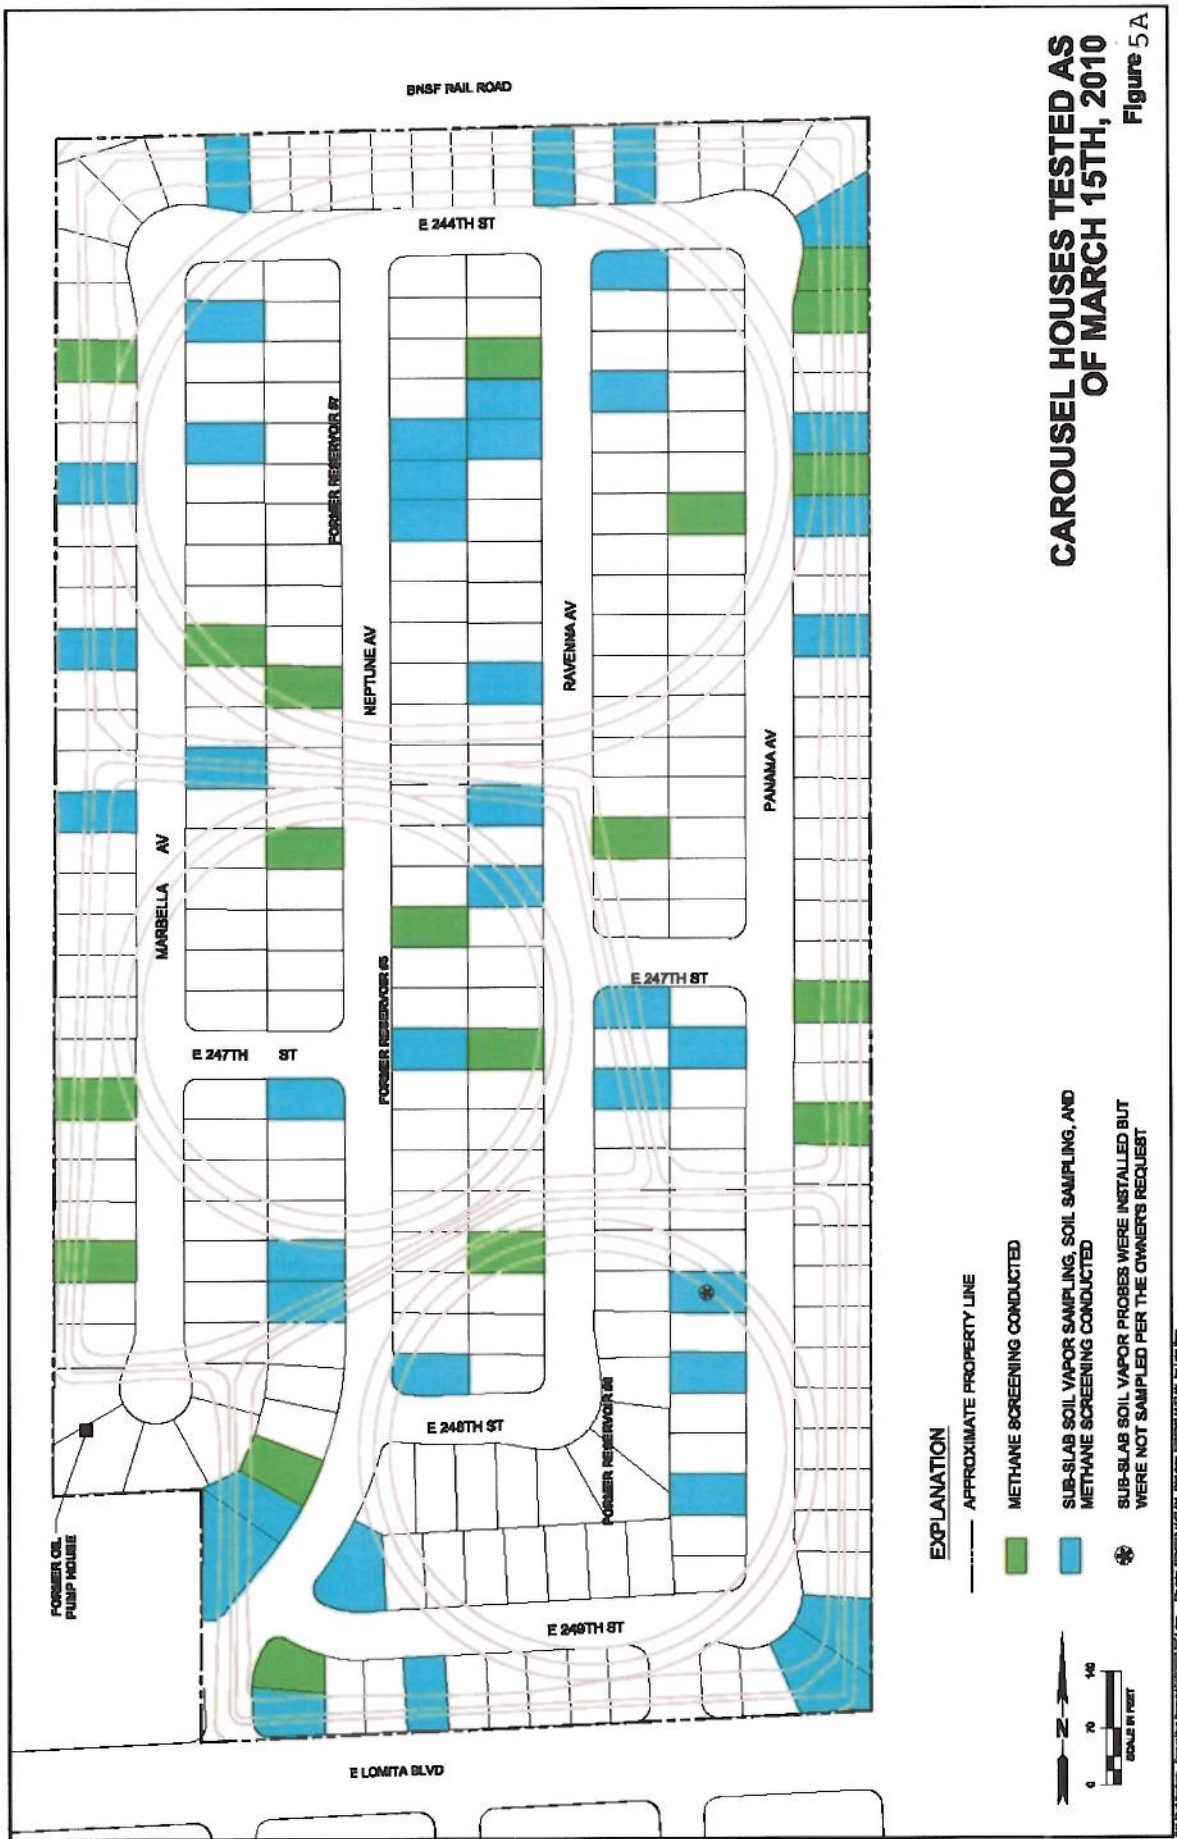 CAROUSEL HOUSES TESTED AS
OF MARCH 15TH, 2010
Figure 5A
BNSF RAIL ROAD
E 244TH ST
FORMER RESERVOIR #7
NEPTUNE AV
RAVENNA AV
PANAMA AV
MARBELLA AV
E 247TH ST
E 247TH ST
FORMER RESERVOIR #5
E 248TH ST
FORMER RESERVOIR #6
FORMER OIL
PUMP HOUSE
E 249TH ST
E LOMITA BLVD
EXPLANATION
APPROXIMATE PROPERTY LINE
METHANE SCREENING CONDUCTED
SUB-SLAB SOIL VAPOR SAMPLING, SOIL SAMPLING, AND
METHANE SCREENING CONDUCTED
SUB-SLAB SOIL VAPOR PROBES WERE INSTALLED BUT
WERE NOT SAMPLED PER THE OWNER'S REQUEST
N
0 70 140
SCALE IN FEET